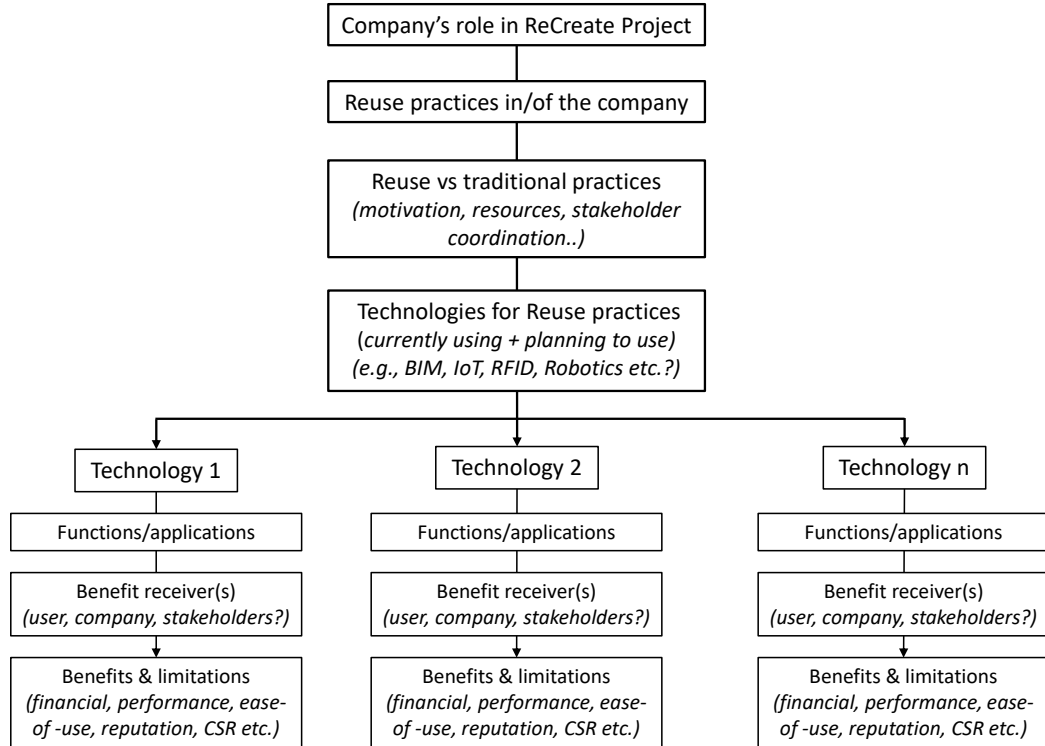 Company's role in ReCreate Project
Reuse practices in/of the company
Reuse vs traditional practices
(motivation, resources, stakeholder
coordination..)
Technologies for Reuse practices
(currently using + planning to use)
(e.g., BIM, IoT, RFID, Robotics etc.?)
Technology 1
Functions/applications
Benefit receiver(s)
(user, company, stakeholders?)
Benefits & limitations
(financial, performance, ease-
of -use, reputation, CSR etc.)
Technology 2
Functions/applications
Benefit receiver(s)
(user, company, stakeholders?)
Benefits & limitations
(financial, performance, ease-
of -use, reputation, CSR etc.)
Technology n
Functions/applications
Benefit receiver(s)
(user, company, stakeholders?)
Benefits & limitations
(financial, performance, ease-
of -use, reputation, CSR etc.)